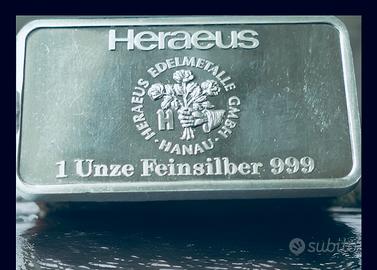 Heraeus
HERAEUS EDELMETALLE GMBH
· HANAU ·
H
1 Unze Feinsilber 999
subito